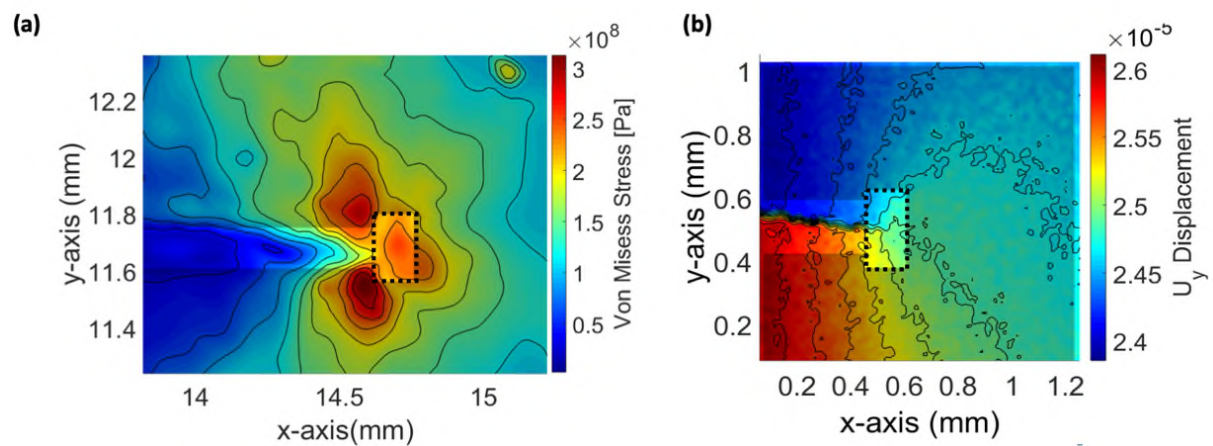 (a)
×10⁸
12.2
12
11.8
11.6
11.4
y-axis (mm)
14
14.5
15
x-axis(mm)
3
2.5
2
1.5
1
0.5
Von Misess Stress [Pa]
(b)
×10⁻⁵
1
0.8
0.6
0.4
0.2
y-axis (mm)
0.2 0.4 0.6 0.8 1 1.2
x-axis (mm)
2.6
2.55
2.5
2.45
2.4
U_y Displacement